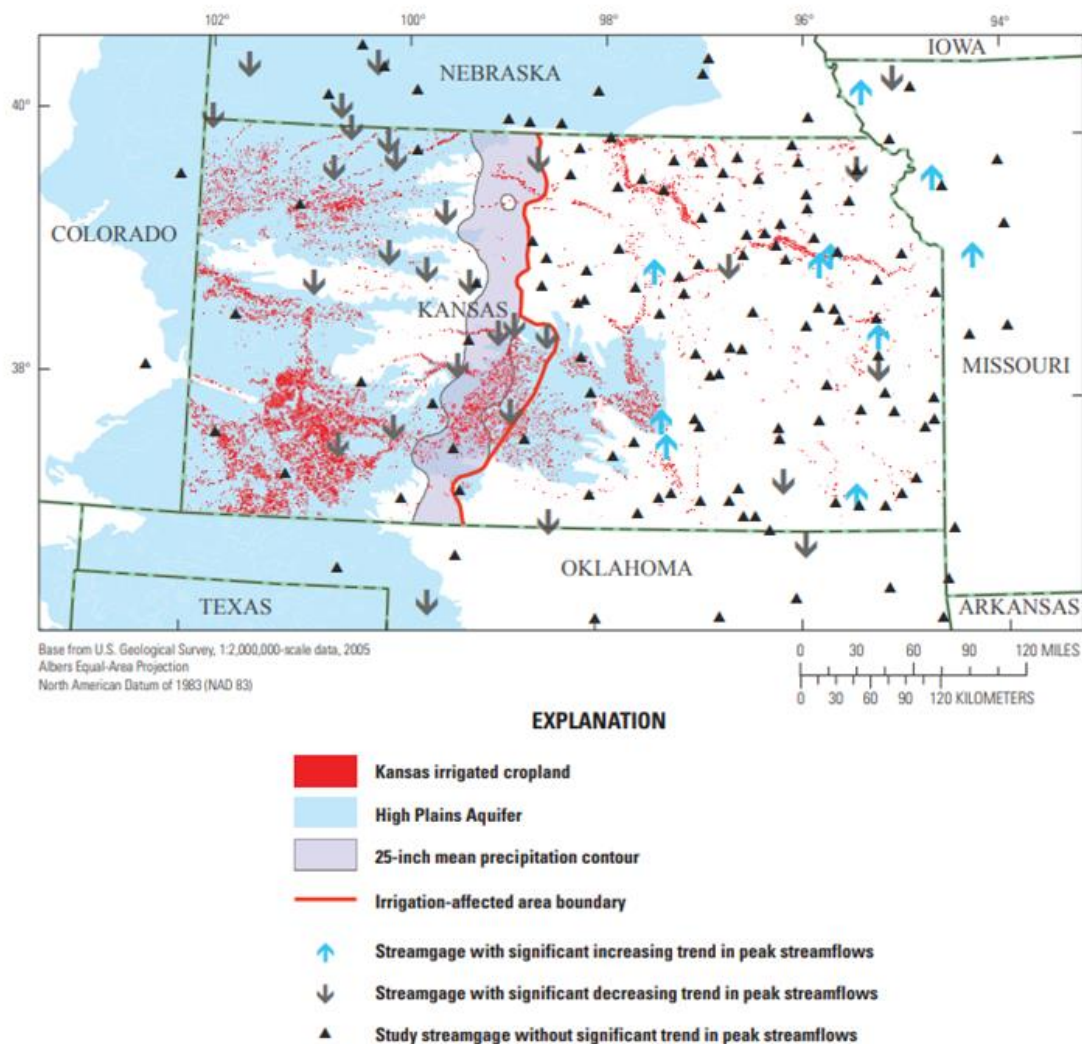 102°
100°
98°
96°
94°
IOWA
NEBRASKA
40°
COLORADO
KANSAS
38°
MISSOURI
OKLAHOMA
TEXAS
ARKANSAS
Base from U.S. Geological Survey, 1:2,000,000-scale data, 2005
Albers Equal-Area Projection
North American Datum of 1983 (NAD 83)
0 30 60 90 120 MILES
0 30 60 90 120 KILOMETERS
EXPLANATION
Kansas irrigated cropland
High Plains Aquifer
25-inch mean precipitation contour
Irrigation-affected area boundary
Streamgage with significant increasing trend in peak streamflows
Streamgage with significant decreasing trend in peak streamflows
Study streamgage without significant trend in peak streamflows